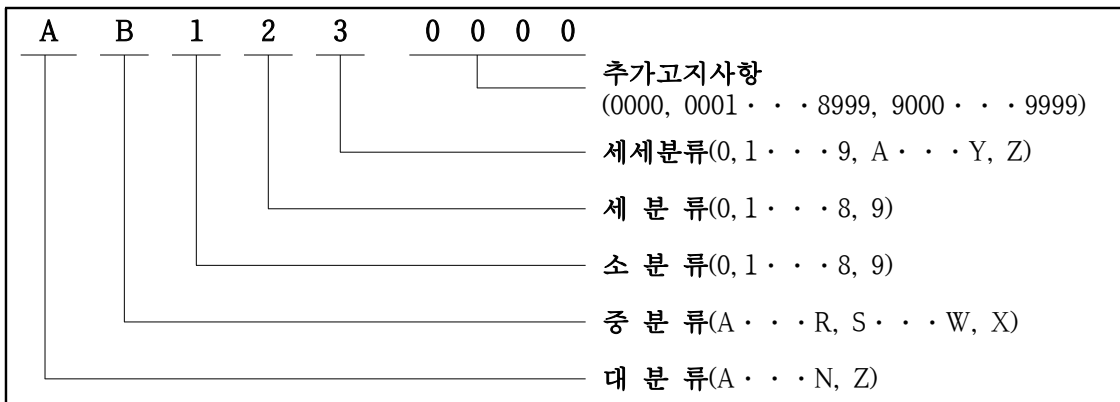 A B 1 2 3 0 0 0 0
추가고지사항
(0000, 0001···8999, 9000···9999)
세세분류(0, 1···9, A···Y, Z)
세 분 류(0, 1···8, 9)
소 분 류(0, 1···8, 9)
중 분 류(A···R, S···W, X)
대 분 류(A···N, Z)